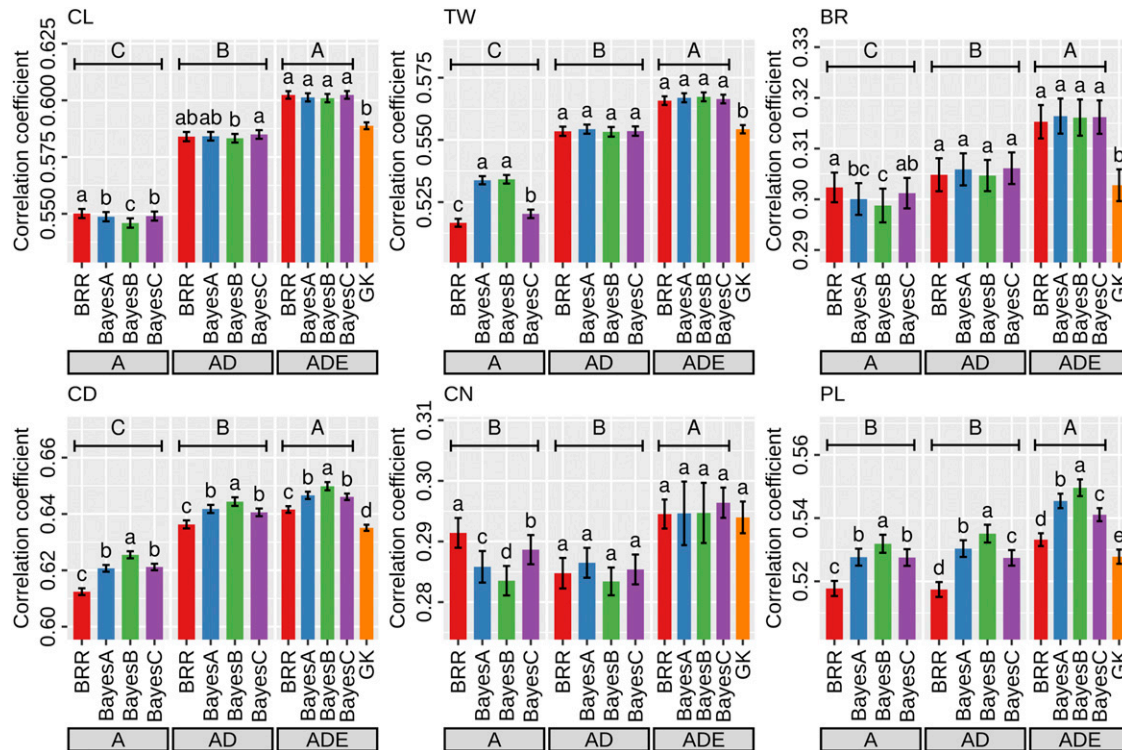 CL TW BR
C B A C B A C B A
Correlation coefficient 0.550 0.575 0.600 0.625
ab ab b a a a a a b
a b c b
Correlation coefficient 0.525 0.550 0.575
c a a b a a a a a a a a b
Correlation coefficient 0.29 0.30 0.31 0.32 0.33
a bc c ab a a a a a a a a b
BRR BayesA BayesB BayesC BRR BayesA BayesB BayesC BRR BayesA BayesB BayesC GK
BRR BayesA BayesB BayesC BRR BayesA BayesB BayesC BRR BayesA BayesB BayesC GK
BRR BayesA BayesB BayesC BRR BayesA BayesB BayesC BRR BayesA BayesB BayesC GK
A AD ADE A AD ADE A AD ADE
CD CN PL
C B A B B A B B A
Correlation coefficient 0.60 0.62 0.64 0.66
c b a b c b a b c b a b d
Correlation coefficient 0.28 0.29 0.30 0.31
a c d b a a a a a a a a a
Correlation coefficient 0.52 0.54 0.56
c b a b d b a c d b a c e
BRR BayesA BayesB BayesC BRR BayesA BayesB BayesC BRR BayesA BayesB BayesC GK
BRR BayesA BayesB BayesC BRR BayesA BayesB BayesC BRR BayesA BayesB BayesC GK
BRR BayesA BayesB BayesC BRR BayesA BayesB BayesC BRR BayesA BayesB BayesC GK
A AD ADE A AD ADE A AD ADE